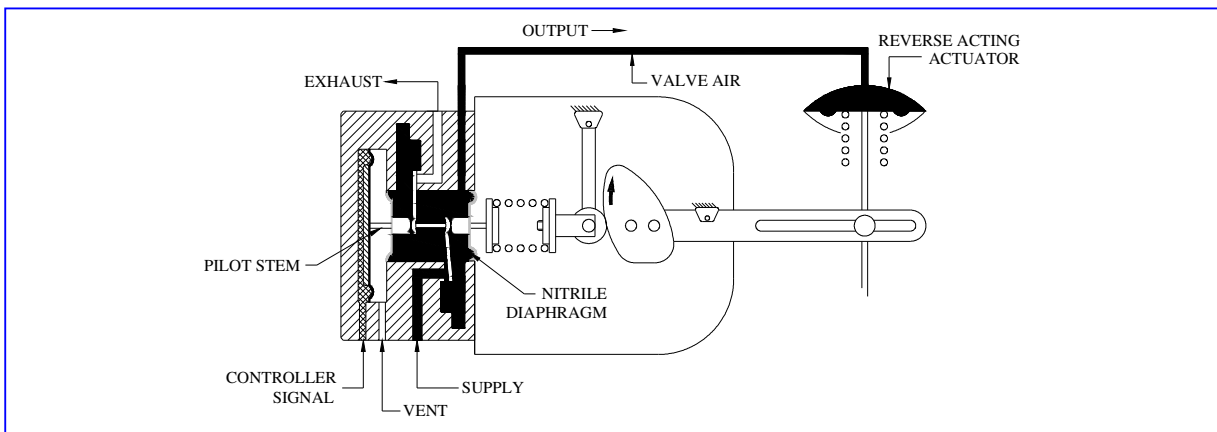 OUTPUT
REVERSE ACTING
ACTUATOR
EXHAUST
VALVE AIR
PILOT STEM
NITRILE
DIAPHRAGM
CONTROLLER
SIGNAL
SUPPLY
VENT